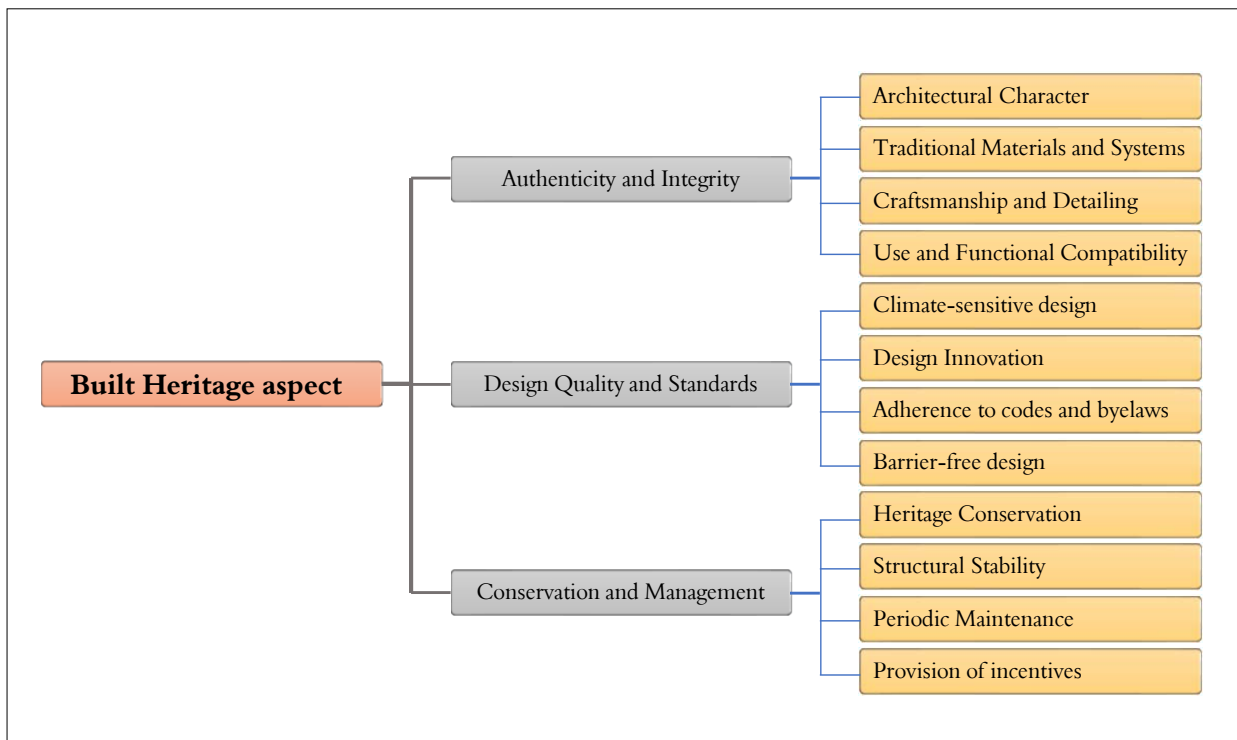 Built Heritage aspect
Authenticity and Integrity
Architectural Character
Traditional Materials and Systems
Craftsmanship and Detailing
Use and Functional Compatibility
Design Quality and Standards
Climate-sensitive design
Design Innovation
Adherence to codes and byelaws
Barrier-free design
Conservation and Management
Heritage Conservation
Structural Stability
Periodic Maintenance
Provision of incentives